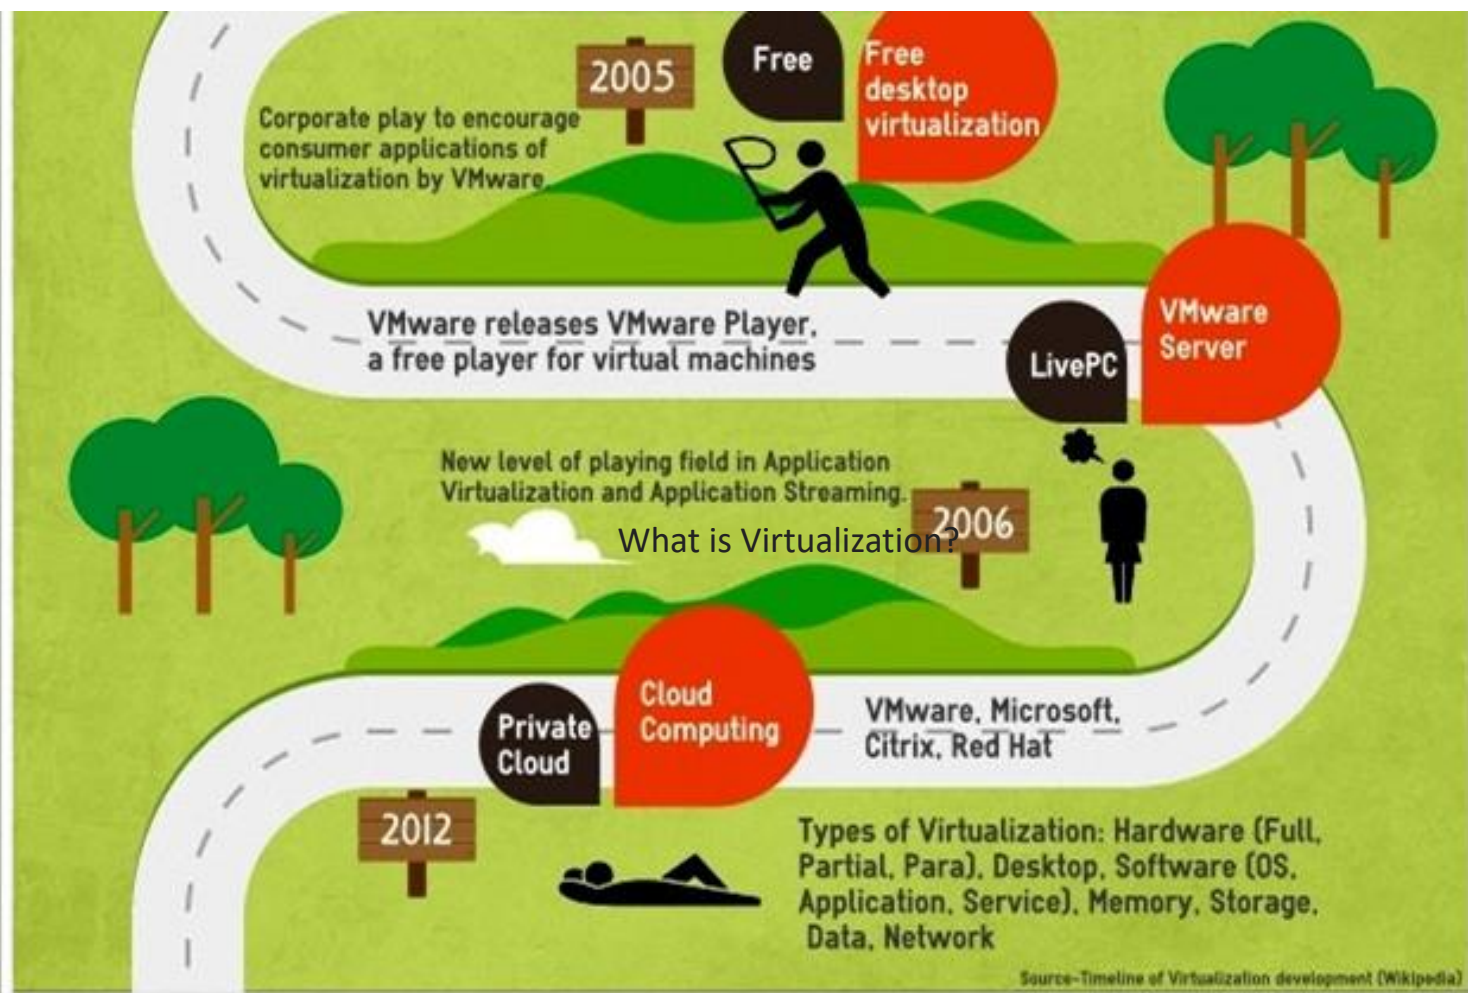 2005
Free
Free
desktop
virtualization
Corporate play to encourage
consumer applications of
virtualization by VMware.
VMware releases VMware Player,
a free player for virtual machines
LivePC
VMware
Server
New level of playing field in Application
Virtualization and Application Streaming.
2006
What is Virtualization?
Private
Cloud
Cloud
Computing
VMware, Microsoft,
Citrix, Red Hat
2012
Types of Virtualization: Hardware (Full,
Partial, Para), Desktop, Software (OS,
Application, Service), Memory, Storage,
Data, Network
Source-Timeline of Virtualization development (Wikipedia)